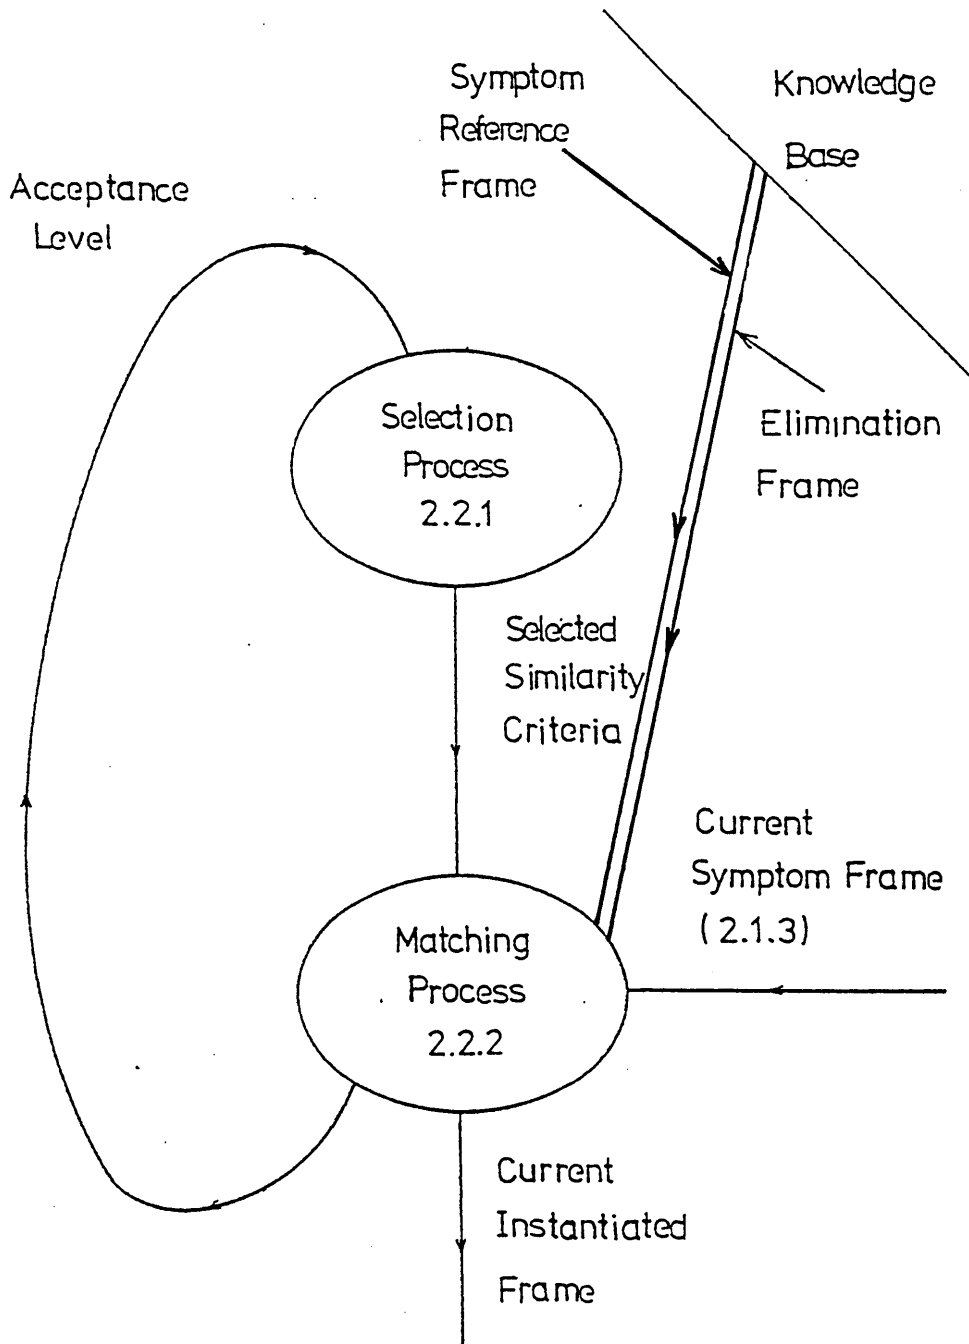 Symptom
Reference
Frame
Knowledge
Base
Acceptance
Level
Selection
Process
2.2.1
Elimination
Frame
Selected
Similarity
Criteria
Current
Symptom Frame
(2.1.3)
Matching
Process
2.2.2
Current
Instantiated
Frame